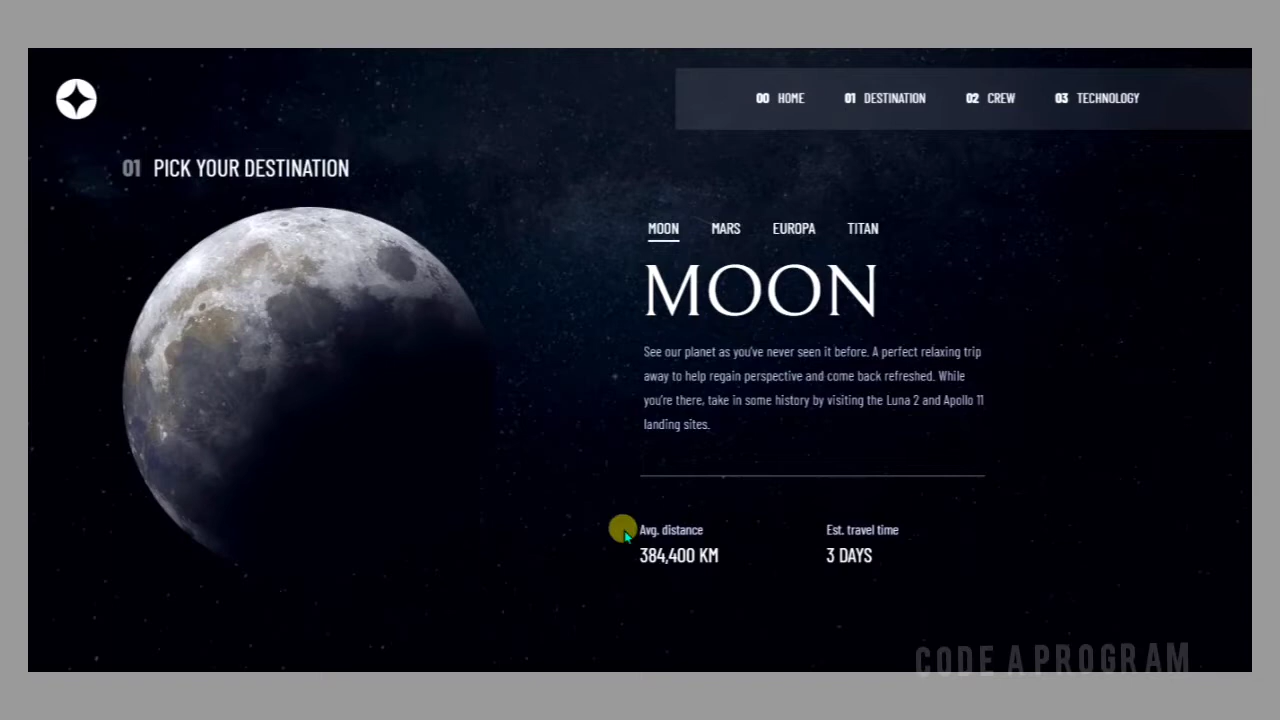 00 HOME 01 DESTINATION 02 CREW 03 TECHNOLOGY
01 PICK YOUR DESTINATION
MOON MARS EUROPA TITAN
MOON
See our planet as you've never seen it before. A perfect relaxing trip
away to help regain perspective and come back refreshed. While
you're there, take in some history by visiting the Luna 2 and Apollo 11
landing sites.
Avg. distance Est. travel time
384,400 KM 3 DAYS
CODE A PROGRAM